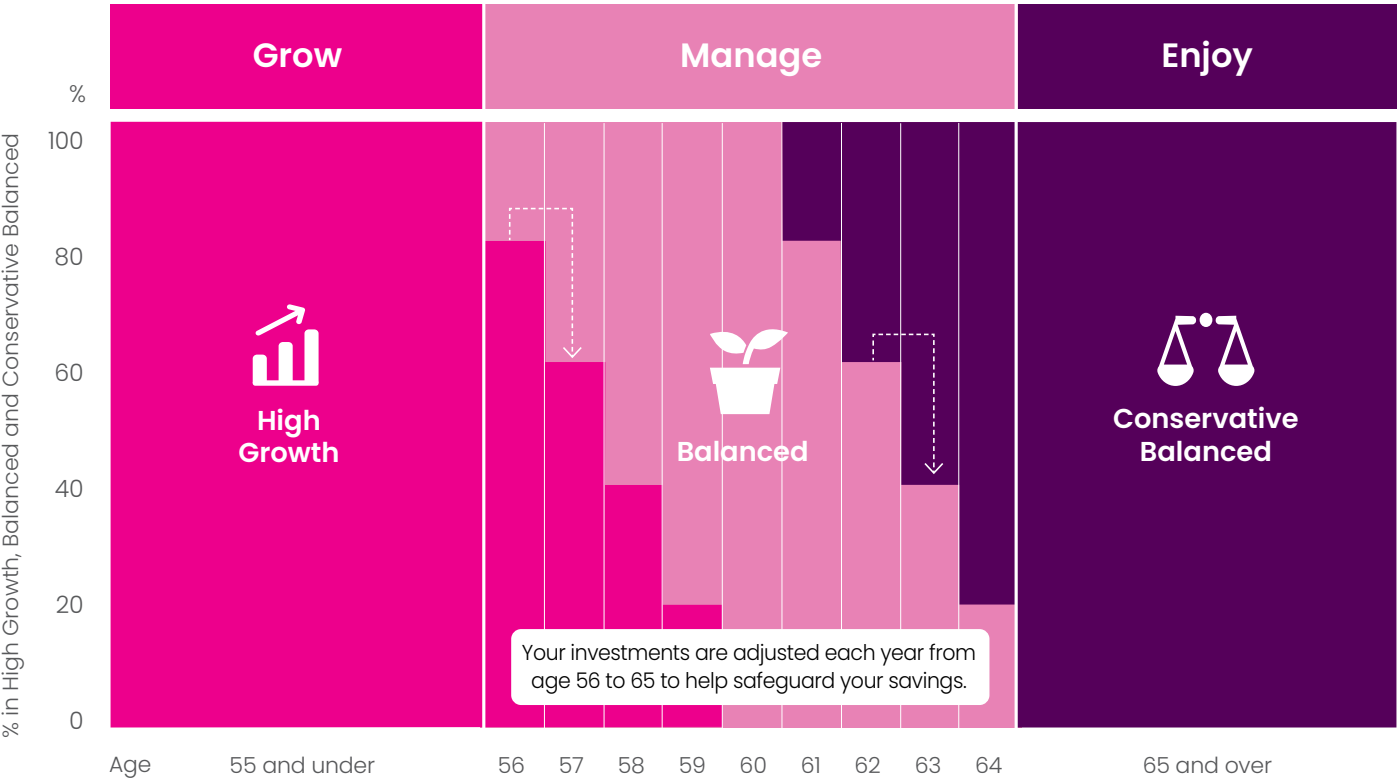 Grow
Manage
Enjoy
%
% in High Growth, Balanced and Conservative Balanced
100
80
60
40
20
0
High
Growth
Balanced
Conservative
Balanced
Your investments are adjusted each year from
age 56 to 65 to help safeguard your savings.
Age 55 and under 56 57 58 59 60 61 62 63 64 65 and over